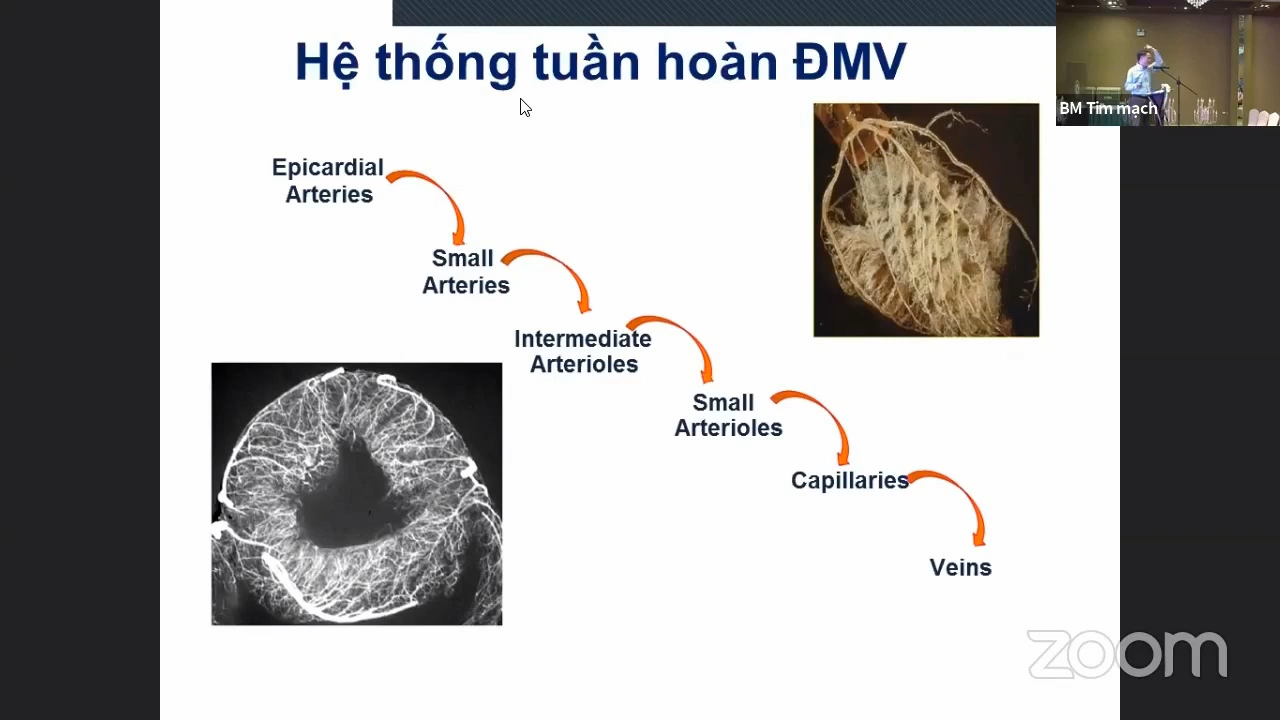 Hệ thống tuần hoàn ĐMV
BM Tim mạch
Epicardial
Arteries
Small
Arteries
Intermediate
Arterioles
Small
Arterioles
Capillaries
Veins
zoom